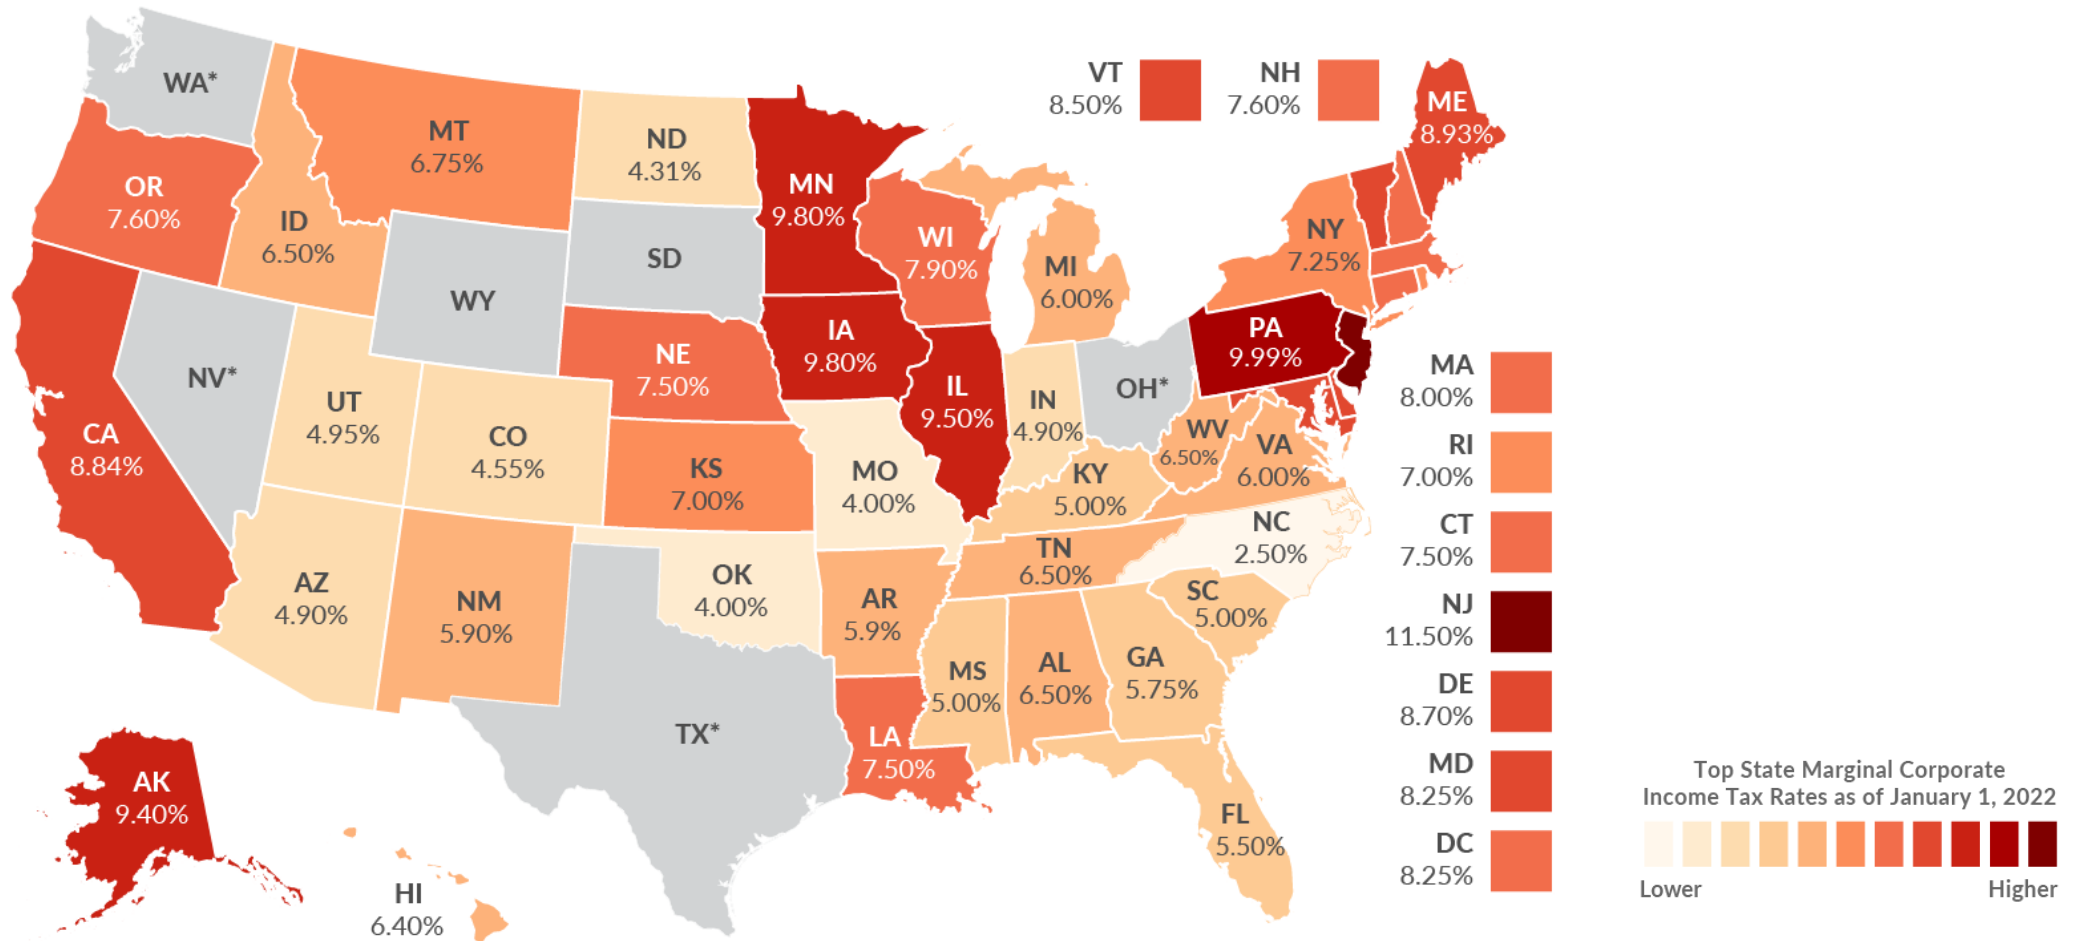 WA*
VT
8.50%
NH
7.60%
ME
8.93%
MT
6.75%
ND
4.31%
OR
7.60%
MN
9.80%
ID
6.50%
WI
7.90%
NY
7.25%
SD
MI
6.00%
WY
IA
9.80%
PA
9.99%
NE
7.50%
NV*
OH*
MA
8.00%
UT
4.95%
IL
9.50%
IN
4.90%
CA
8.84%
CO
4.55%
WV
6.50%
VA
6.00%
RI
7.00%
KS
7.00%
MO
4.00%
KY
5.00%
NC
2.50%
CT
7.50%
TN
6.50%
AZ
4.90%
NM
5.90%
OK
4.00%
AR
5.9%
SC
5.00%
NJ
11.50%
MS
5.00%
AL
6.50%
GA
5.75%
DE
8.70%
TX*
LA
7.50%
MD
8.25%
AK
9.40%
FL
5.50%
DC
8.25%
HI
6.40%
Top State Marginal Corporate
Income Tax Rates as of January 1, 2022
Lower
Higher